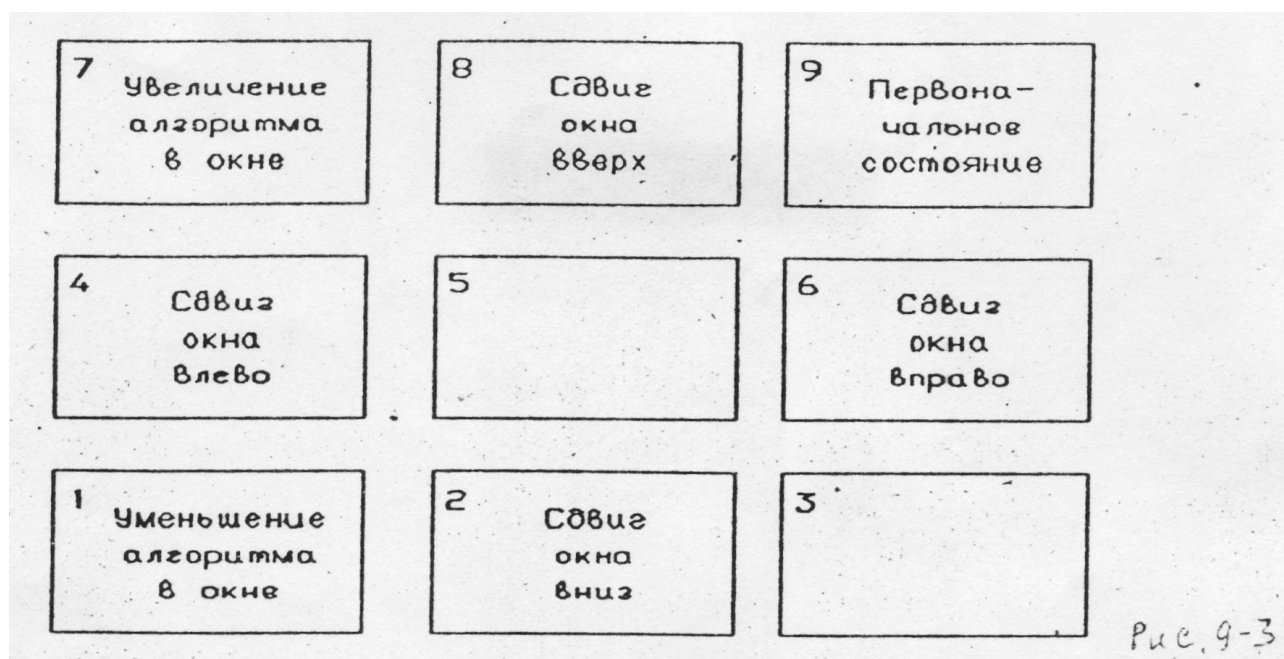 7
Увеличение
алгоритма
в окне
8
Сдвиг
окна
вверх
9
Первона-
чальное
состояние
4
Сдвиг
окна
влево
5
6
Сдвиг
окна
вправо
1
Уменьшение
алгоритма
в окне
2
Сдвиг
окна
вниз
3
Рис. 9-3